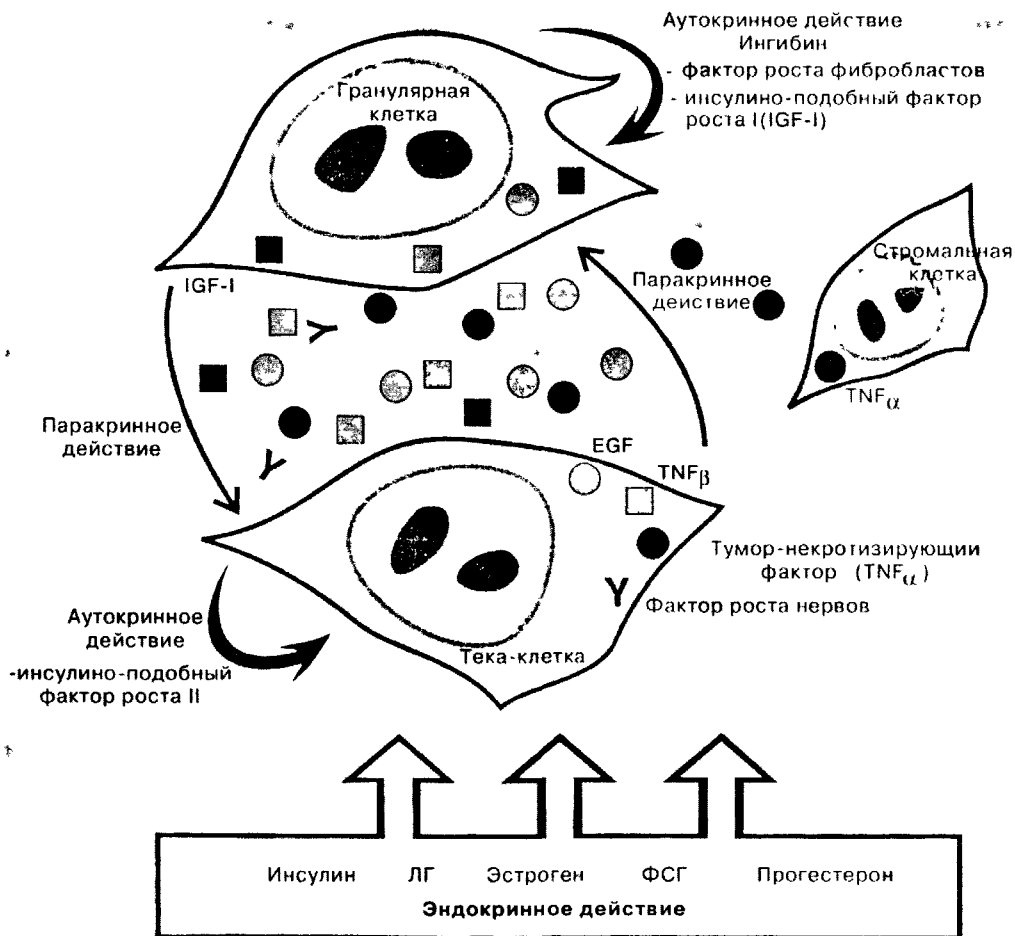 Аутокринное действие
Ингибин
- фактор роста фибробластов
- инсулино-подобный фактор
роста I(IGF-I)
Гранулярная
клетка
IGF-I
Паракринное
действие
Стромальная
клетка
TNFα
Паракринное
действие
EGF
TNFβ
Тумор-некротизирующии
фактор (TNFα)
Фактор роста нервов
Аутокринное
действие
-инсулино-подобный
фактор роста II
Тека-клетка
Инсулин ЛГ Эстроген ФСГ Прогестерон
Эндокринное действие